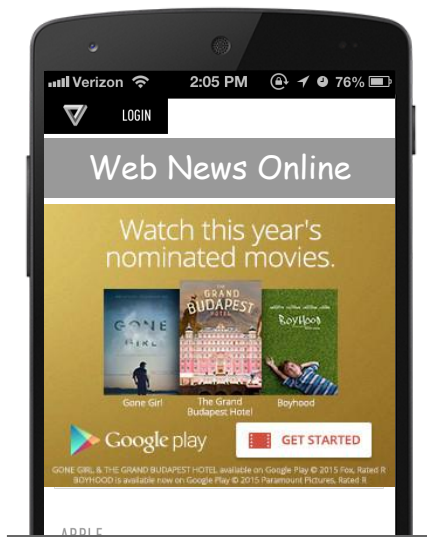 Verizon 2:05 PM 76%
LOGIN
Web News Online
Watch this year's
nominated movies.
GONE
GIRL
THE
GRAND
BUDAPEST
HOTEL
BOYHOOD
Gone Girl
The Grand
Budapest Hotel
Boyhood
Google play
GET STARTED
GONE GIRL & THE GRAND BUDAPEST HOTEL available on Google Play © 2015 Fox, Rated R
BOYHOOD is available now on Google Play © 2015 Paramount Pictures, Rated R
APPLE